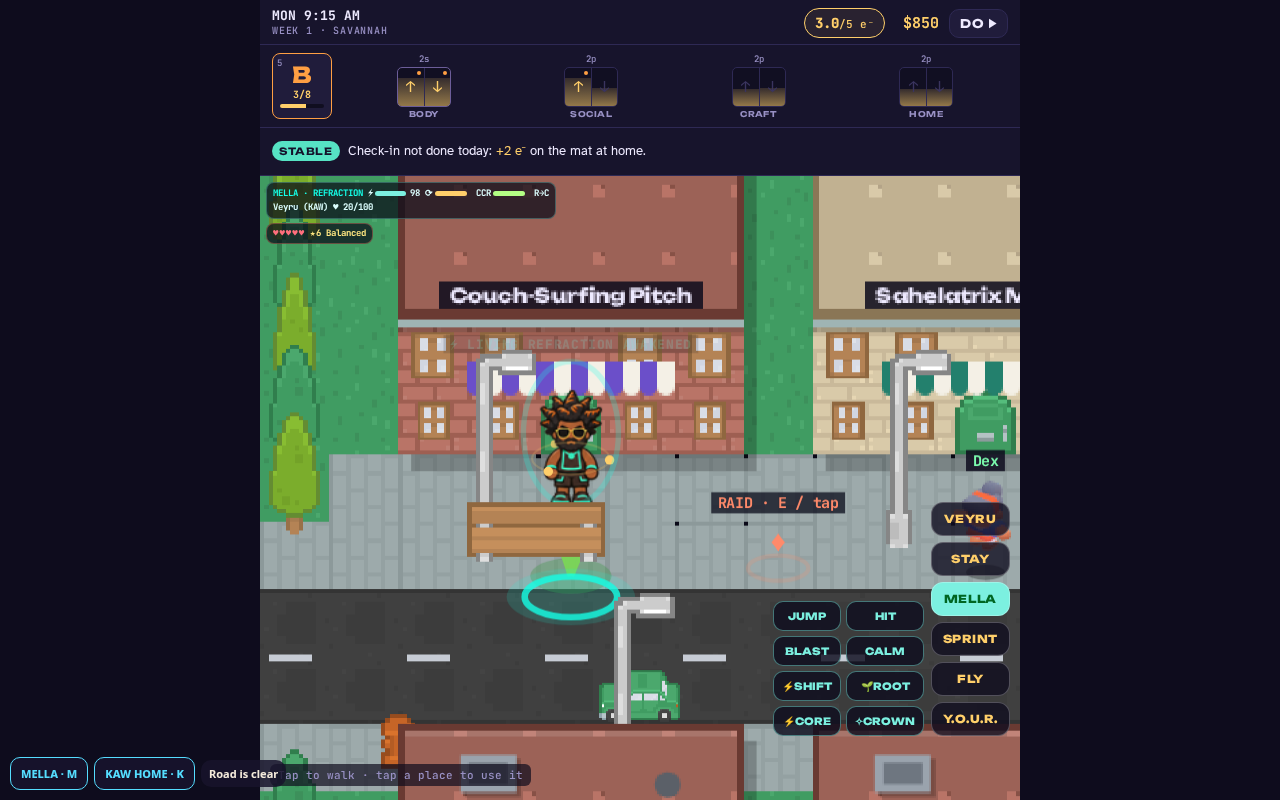 MON 9:15 AM
WEEK 1 · SAVANNAH
3.0/5 e⁻
$850
DO ▶
5
B
3/8
2s
BODY
2p
SOCIAL
2p
CRAFT
2p
HOME
STABLE
Check-in not done today: +2 e⁻ on the mat at home.
MELLA · REFRACTION ⚡ 98 ⟳ CCR R→C
Veyru (KAW) ♥ 20/100
♥♥♥♥♥ ★6 Balanced
Couch-Surfing Pitch
Sahelatrix M
REFRACTION
Dex
RAID · E / tap
VEYRU
STAY
MELLA
SPRINT
FLY
Y.O.U.R.
JUMP
HIT
BLAST
CALM
⚡SHIFT
🌱ROOT
⚡CORE
✧CROWN
MELLA · M
KAW HOME · K
Road is clear
ap to walk · tap a place to use it